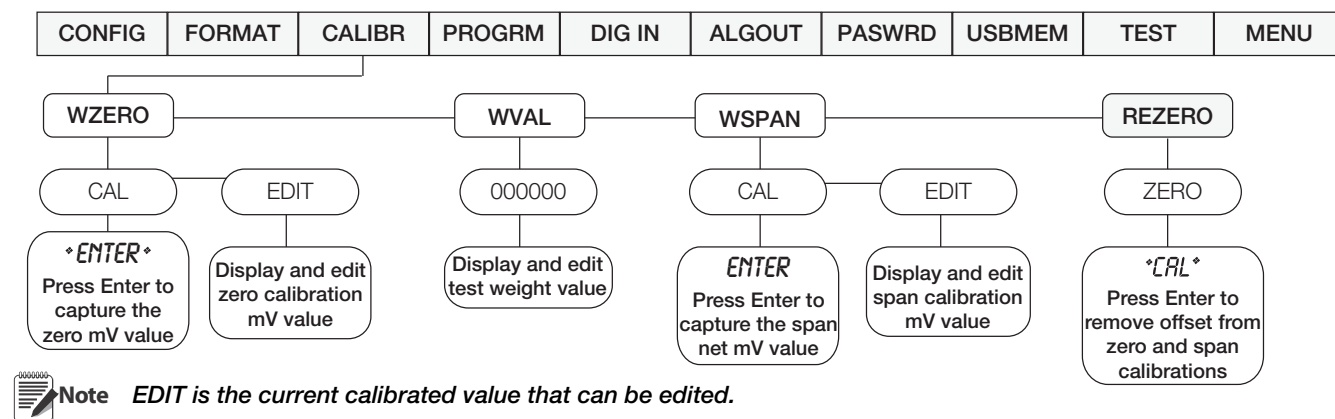 CONFIG FORMAT CALIBR PROGRM DIG IN ALGOUT PASWRD USBMEM TEST MENU
WZERO WVAL WSPAN REZERO
CAL EDIT 000000 CAL EDIT ZERO
*ENTER*
Press Enter to
capture the
zero mV value
Display and edit
zero calibration
mV value
Display and edit
test weight value
ENTER
Press Enter to
capture the span
net mV value
Display and edit
span calibration
mV value
*CAL*
Press Enter to
remove offset from
zero and span
calibrations
Note EDIT is the current calibrated value that can be edited.